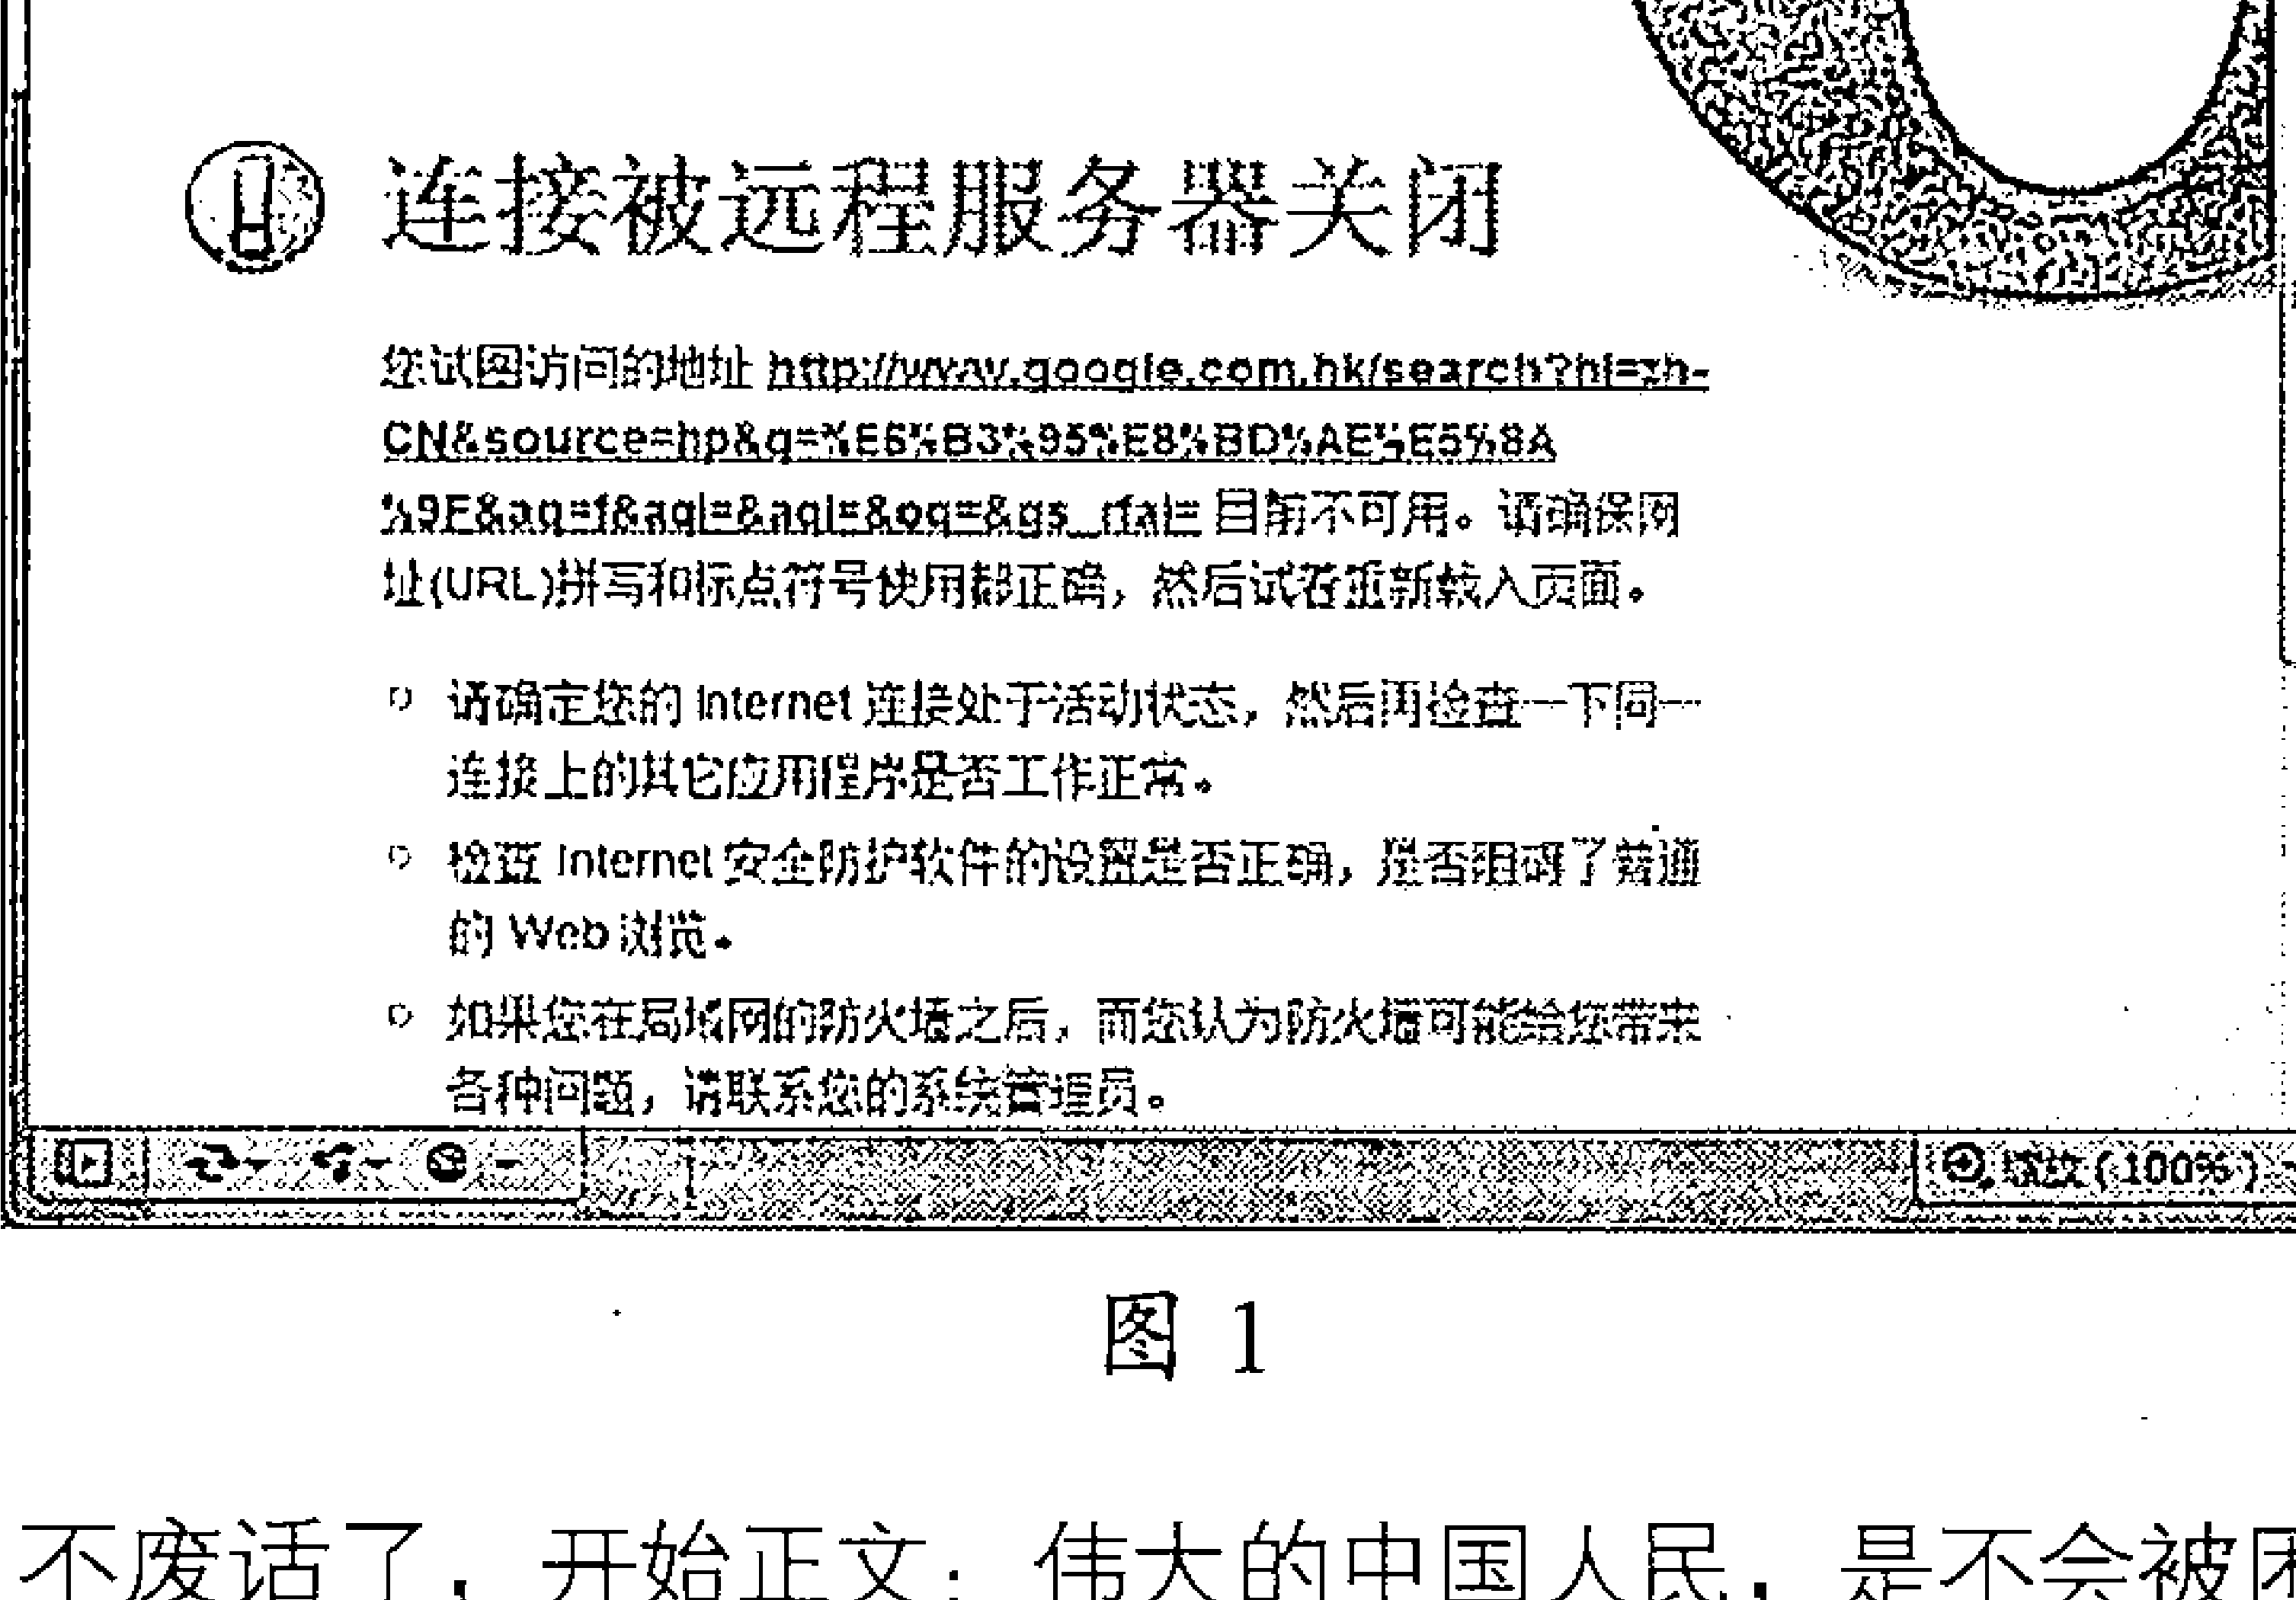 连接被远程服务器关闭
您试图访问的地址 http://www.google.com.hk/search?hl=zh-
CN&source=hp&q=%E6%B3%95%E8%BD%AE%E5%8A
%9F&aq=f&aqi=&aql=&oq=&gs_rfai= 目前不可用。请确保网
址(URL)拼写和标点符号使用都正确，然后试着重新载入页面。
请确定您的 Internet 连接处于活动状态，然后再检查一下同一
连接上的其它应用程序是否工作正常。
检查 Internet 安全防护软件的设置是否正确，是否阻碍了普通
的 Web 浏览。
如果您在局域网的防火墙之后，而您认为防火墙可能给您带来
各种问题，请联系您的系统管理员。
缩放 (100%)
图 1
不废话了，开始正文：伟大的中国人民，是不会被困